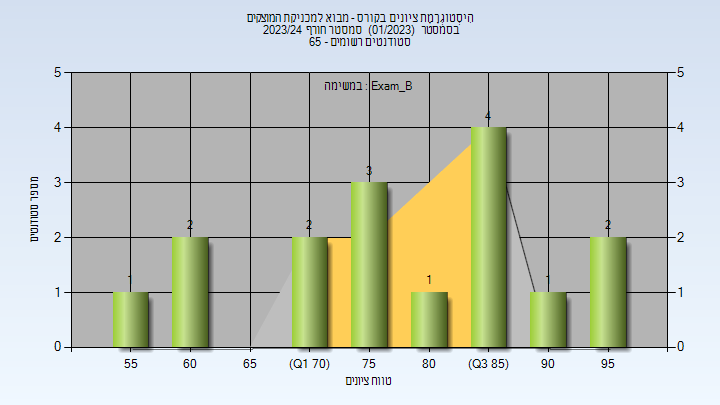 היסטוגרמת ציונים בקורס - מבוא למכניקת המוצקים
בסמסטר (01/2023) סמסטר חורף 2023/24
סטודנטים רשומים - 65
במשימה : Exam_B
5 5
4 4
3 3
2 2
1 1
0 0
1 2 2 3 1 4 1 2
55 60 65 (Q1 70) 75 80 (Q3 85) 90 95
מספר סטודנטים
טווח ציונים